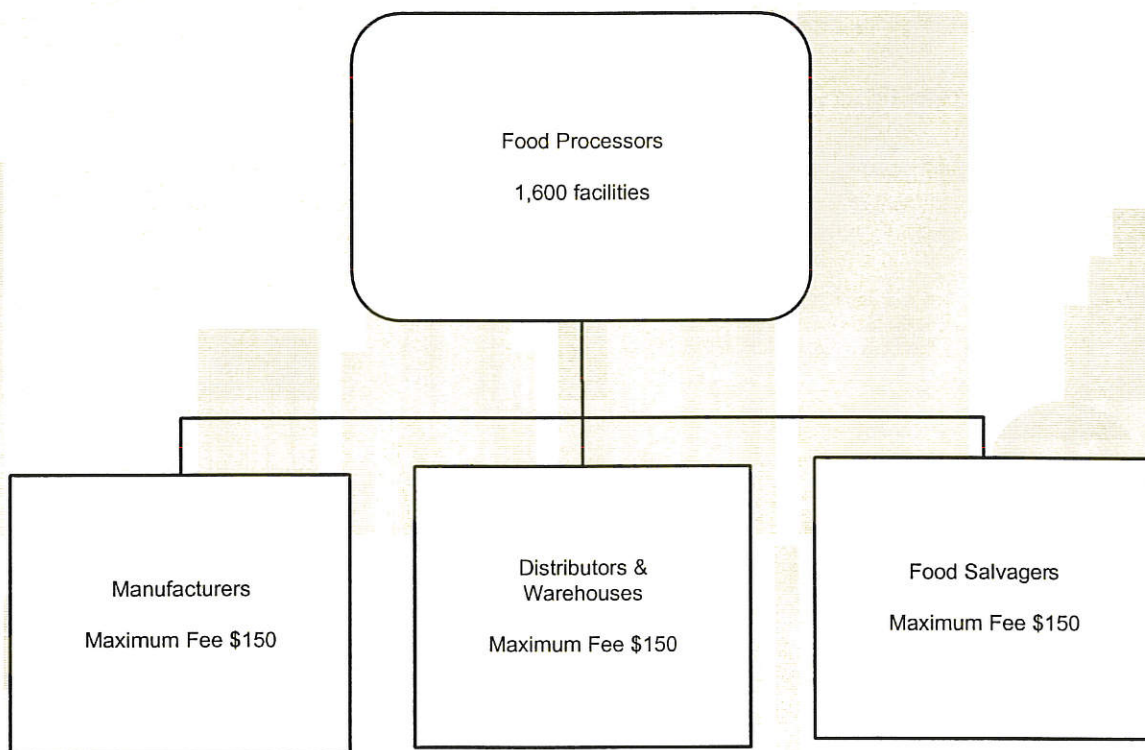 Food Processors
1,600 facilities
Manufacturers
Maximum Fee $150
Distributors &
Warehouses
Maximum Fee $150
Food Salvagers
Maximum Fee $150